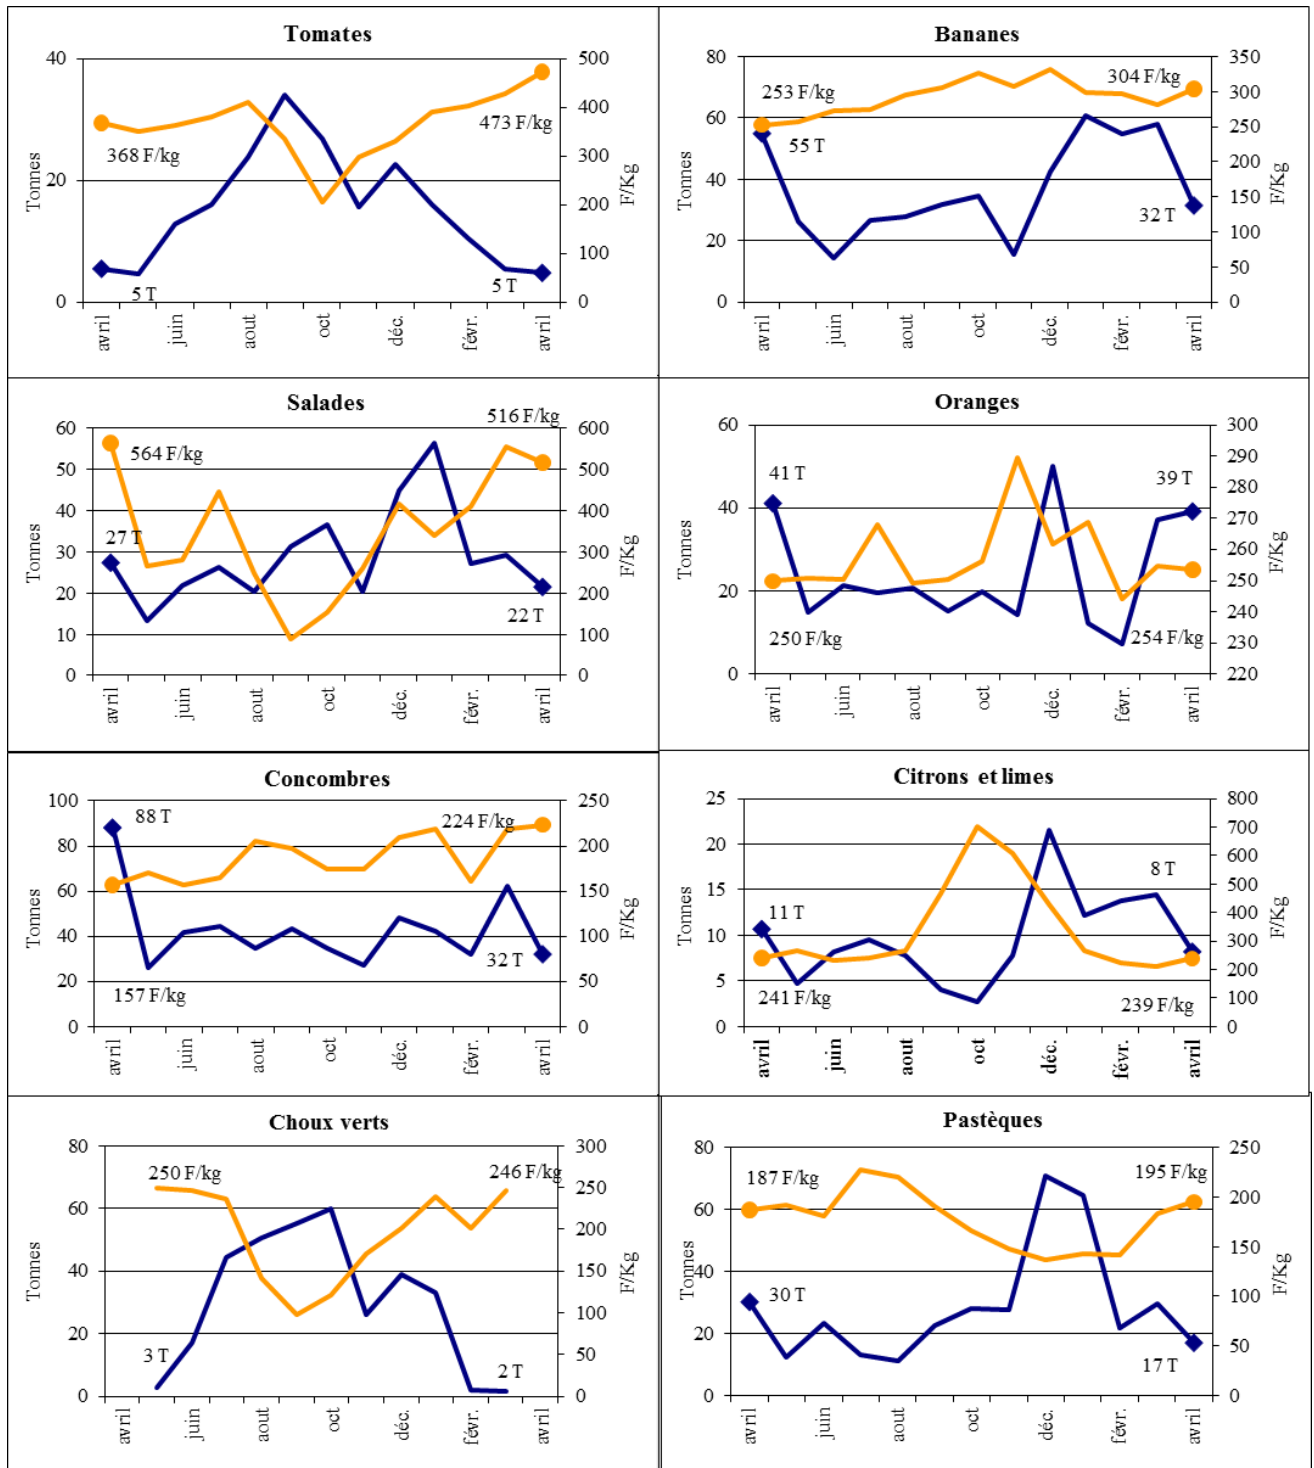 Tomates
40
20
0
Tonnes
500
400
300
200
100
0
F/Kg
368 F/kg
473 F/kg
5 T
5 T
avril
juin
aout
oct
déc.
févr.
avril
Bananes
80
60
40
20
0
350
300
250
200
150
100
50
0
Tonnes
F/Kg
253 F/kg
304 F/kg
55 T
32 T
avril
juin
aout
oct
déc.
févr.
avril
Salades
60
50
40
30
20
10
0
Tonnes
600
500
400
300
200
100
0
F/Kg
516 F/kg
564 F/kg
27 T
22 T
avril
juin
aout
oct
déc.
févr.
avril
Oranges
60
40
20
0
Tonnes
300
290
280
270
260
250
240
230
220
F/Kg
41 T
39 T
250 F/kg
254 F/kg
avril
juin
aout
oct
déc.
févr.
avril
Concombres
100
80
60
40
20
0
Tonnes
250
200
150
100
50
0
F/Kg
88 T
224 F/kg
157 F/kg
32 T
avril
juin
aout
oct
déc.
févr.
avril
Citrons et limes
25
20
15
10
5
0
Tonnes
800
700
600
500
400
300
200
100
0
F/Kg
11 T
8 T
241 F/kg
239 F/kg
avril
juin
aout
oct
déc.
févr.
avril
Choux verts
80
60
40
20
0
Tonnes
300
250
200
150
100
50
0
F/Kg
250 F/kg
246 F/kg
3 T
2 T
avril
juin
aout
oct
déc.
févr.
avril
Pastèques
80
60
40
20
0
Tonnes
250
200
150
100
50
0
F/Kg
187 F/kg
195 F/kg
30 T
17 T
avril
juin
aout
oct
déc.
févr.
avril